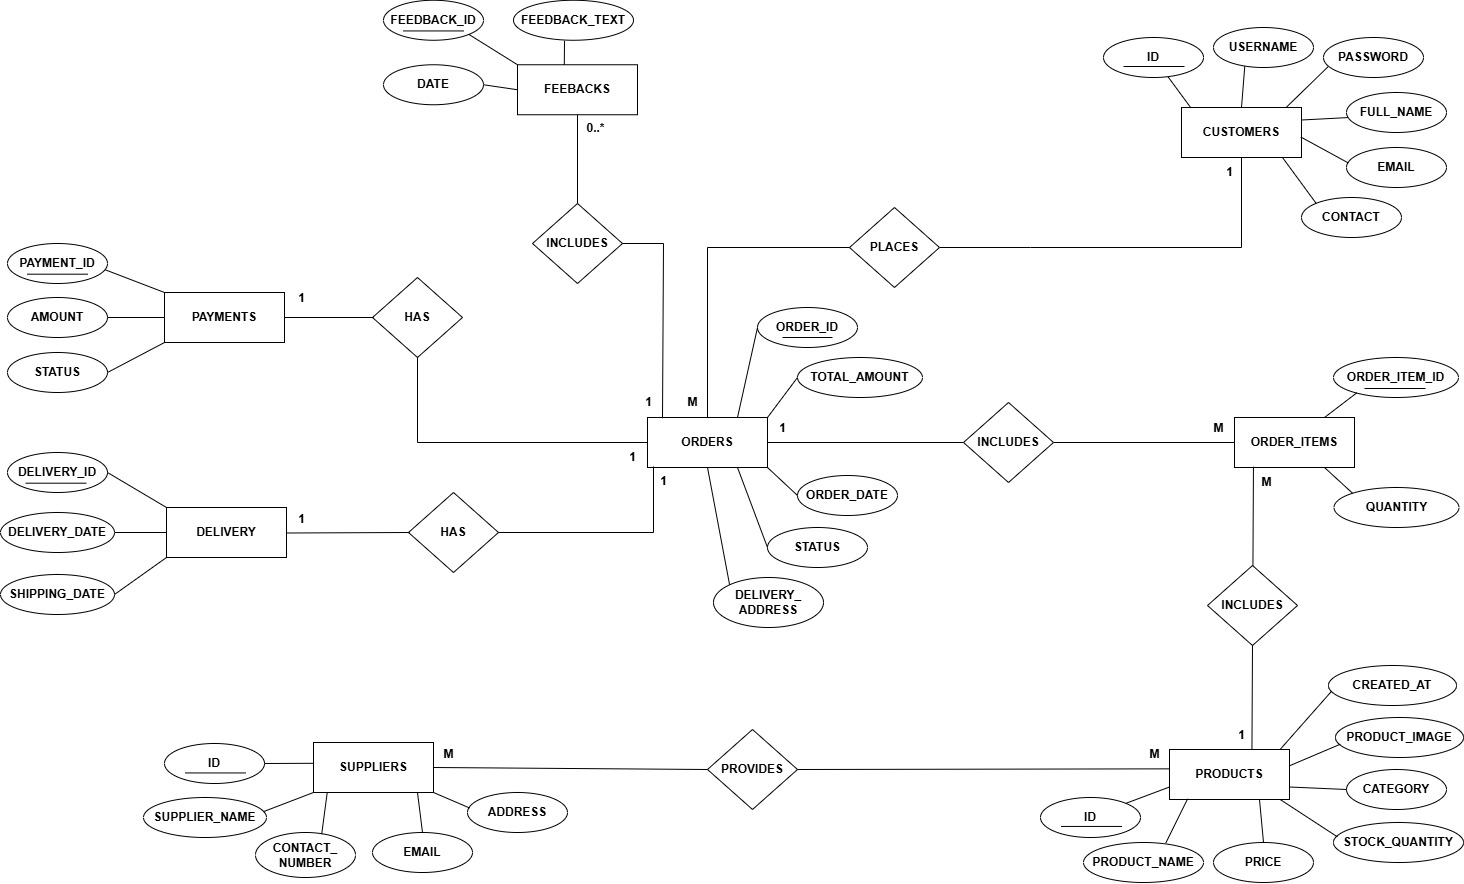 FEEDBACK_ID
FEEDBACK_TEXT
DATE
FEEBACKS
0..*
INCLUDES
ID
USERNAME
PASSWORD
FULL_NAME
EMAIL
CONTACT
CUSTOMERS
1
PLACES
PAYMENT_ID
AMOUNT
STATUS
PAYMENTS
1
HAS
ORDER_ID
TOTAL_AMOUNT
1
M
1
ORDERS
1
1
ORDER_DATE
STATUS
DELIVERY_
ADDRESS
INCLUDES
M
ORDER_ITEM_ID
ORDER_ITEMS
M
QUANTITY
DELIVERY_ID
DELIVERY_DATE
SHIPPING_DATE
DELIVERY
1
HAS
INCLUDES
1
CREATED_AT
PRODUCT_IMAGE
CATEGORY
STOCK_QUANTITY
PRODUCTS
M
ID
PRODUCT_NAME
PRICE
PROVIDES
M
SUPPLIERS
ID
SUPPLIER_NAME
CONTACT_
NUMBER
EMAIL
ADDRESS